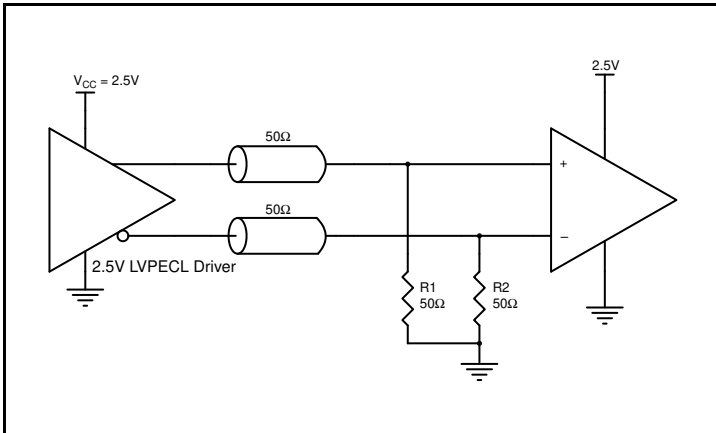 V_CC = 2.5V
2.5V
50Ω
+
50Ω
−
2.5V LVPECL Driver
R1
50Ω
R2
50Ω